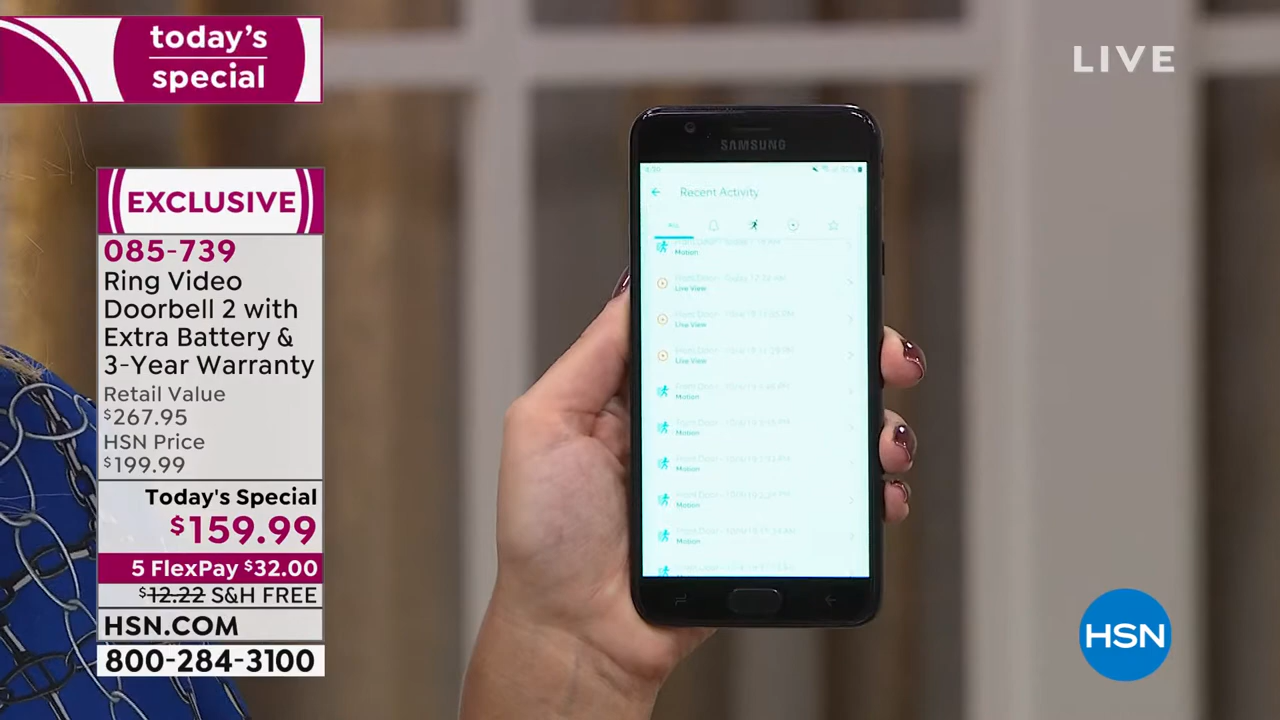 today's
special
LIVE
EXCLUSIVE
085-739
Ring Video
Doorbell 2 with
Extra Battery &
3-Year Warranty
Retail Value
$267.95
HSN Price
$199.99
Today's Special
$159.99
5 FlexPay $32.00
$12.22 S&H FREE
HSN.COM
800-284-3100
SAMSUNG
Recent Activity
Motion
Live View
Live View
Live View
Motion
Motion
Motion
Motion
Motion
HSN